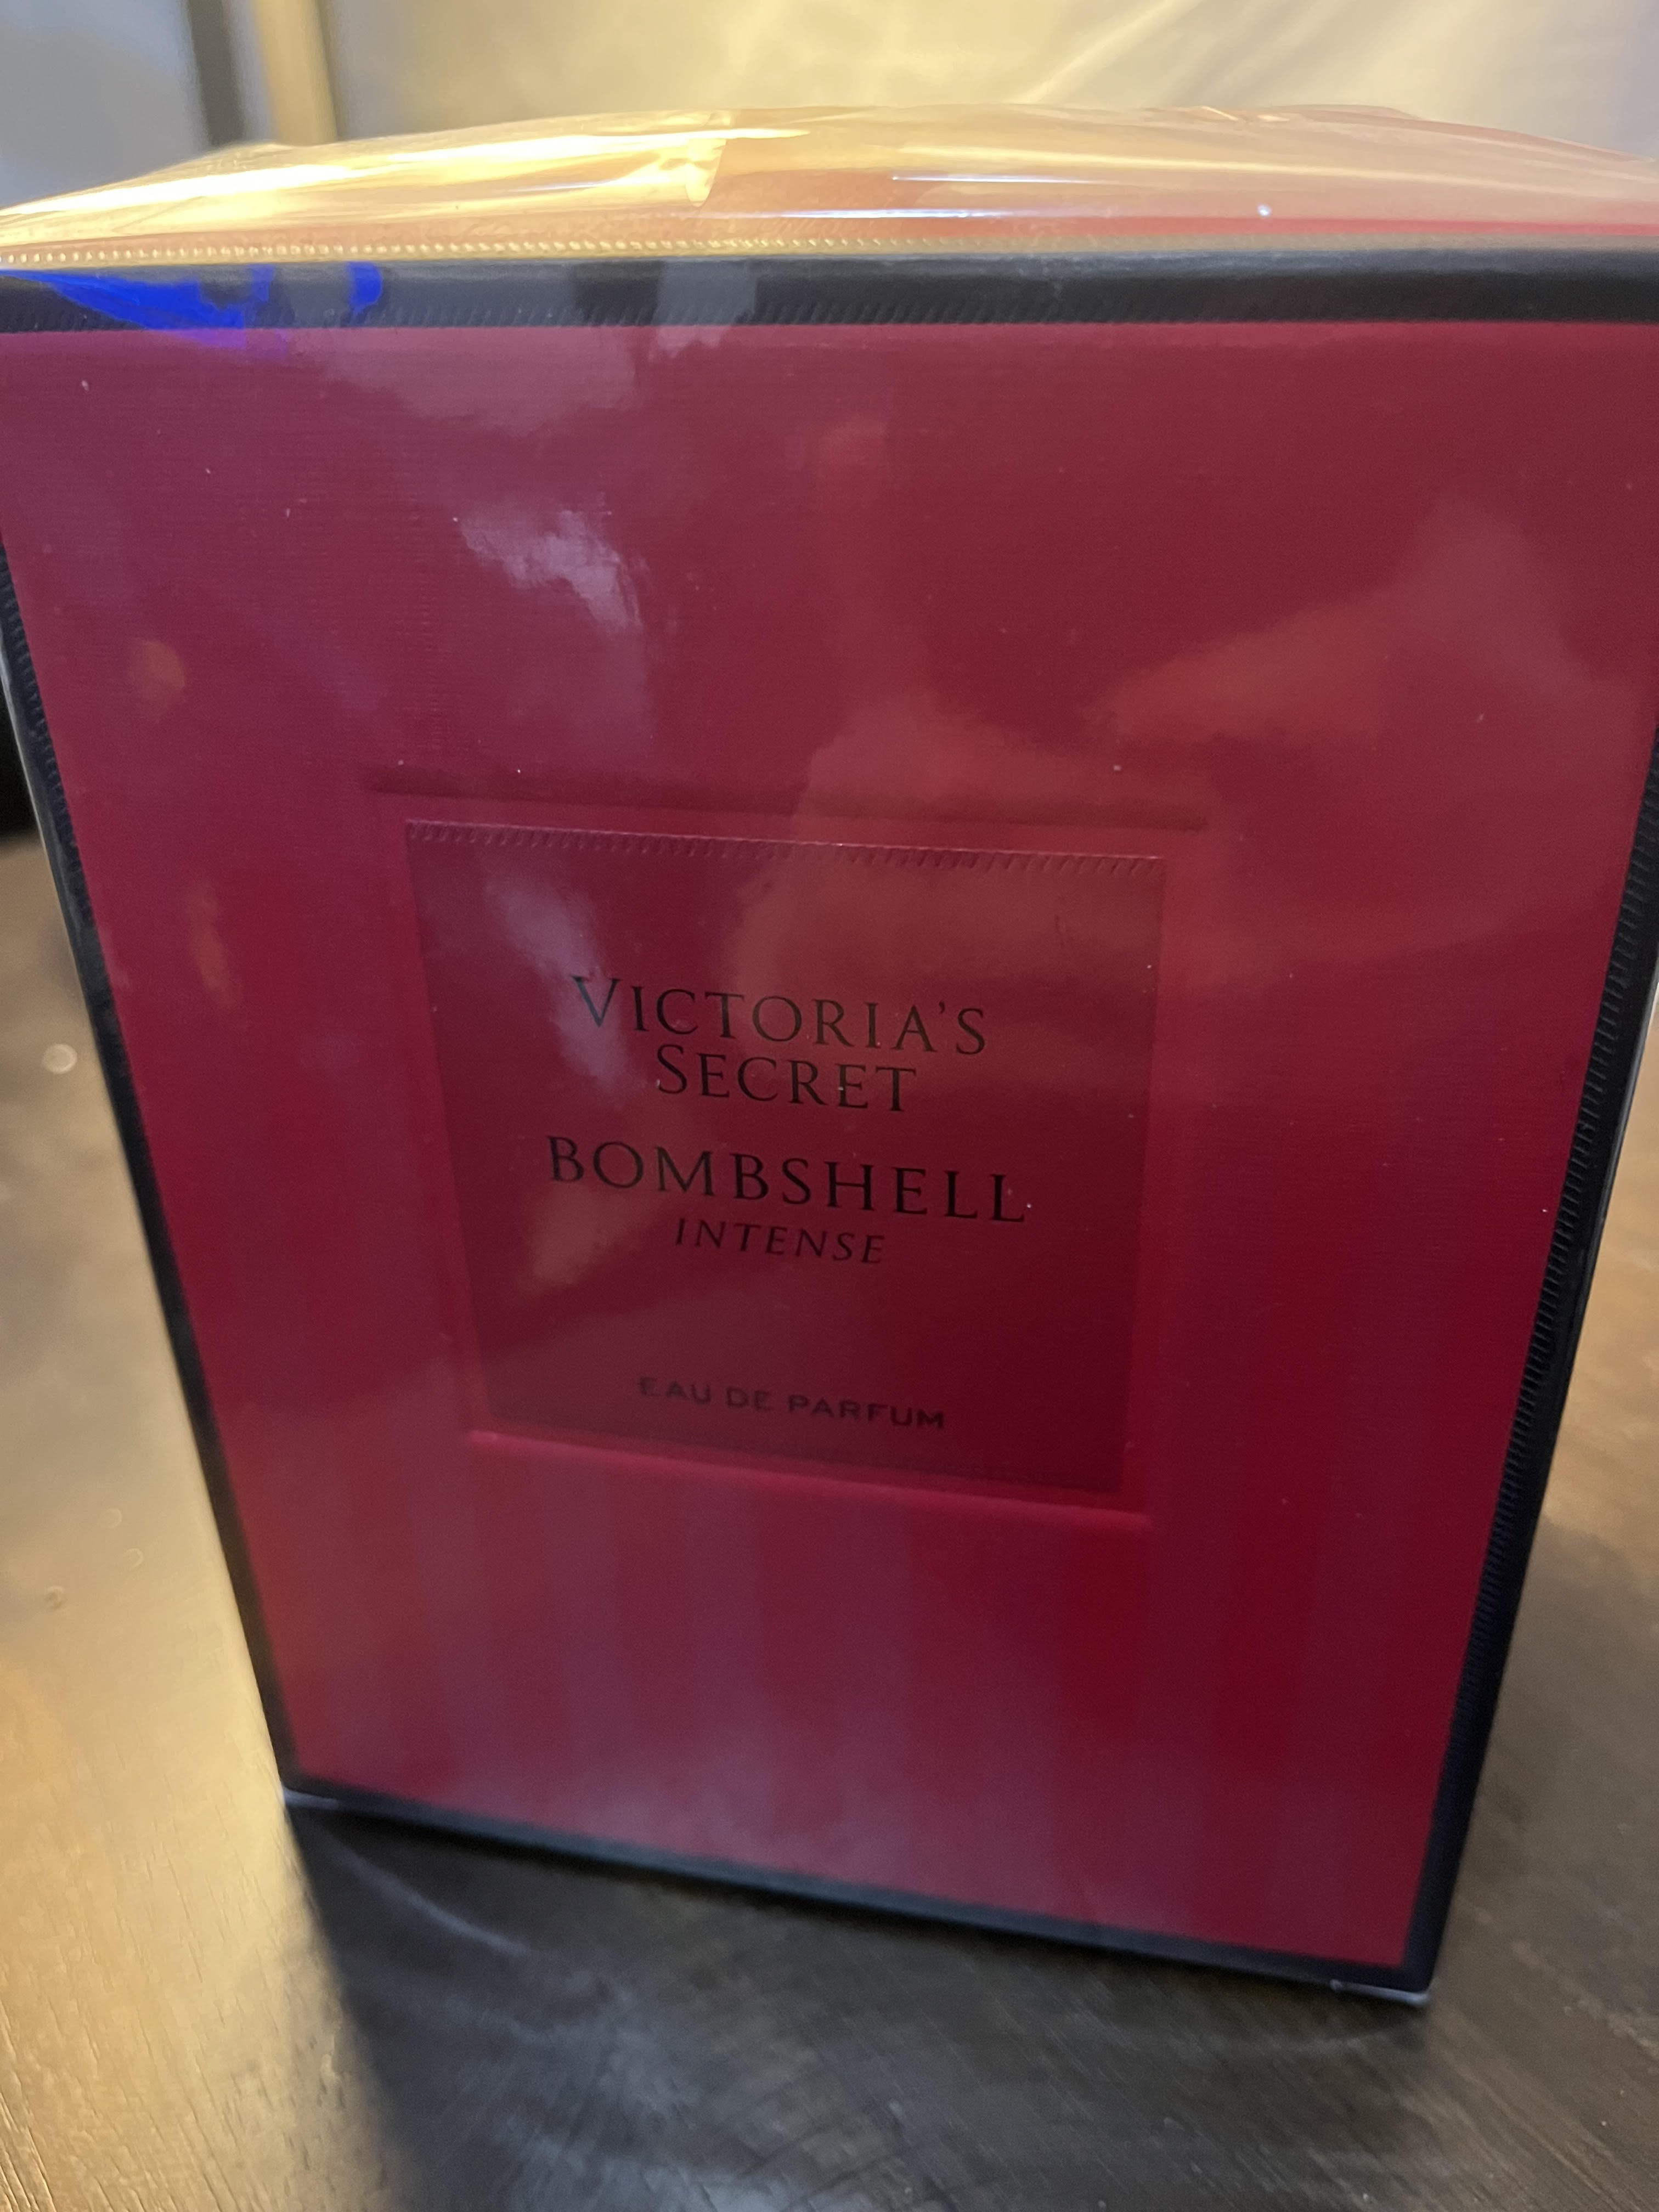 VICTORIA'S
SECRET
BOMBSHELL
INTENSE
EAU DE PARFUM